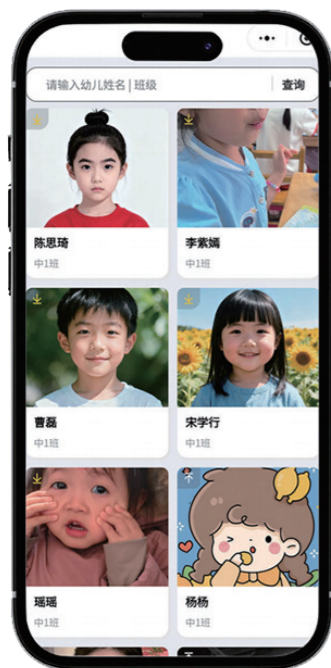 请输入幼儿姓名 | 班级
查询
陈思琦
中1班
李紫嫣
中1班
曹磊
中1班
宋学行
中1班
瑶瑶
中1班
杨杨
中1班